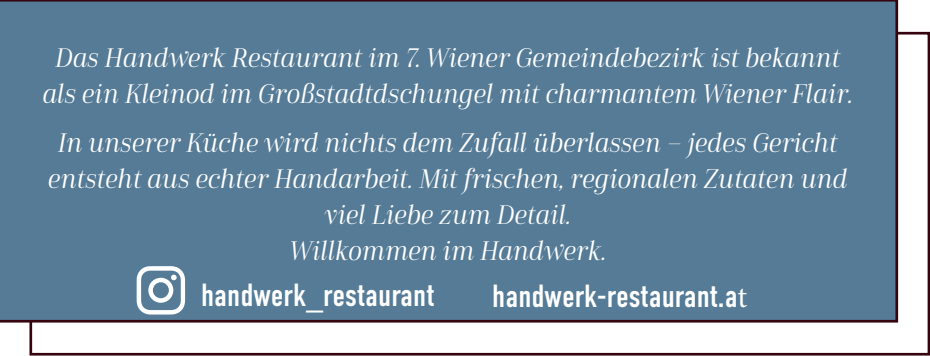 Das Handwerk Restaurant im 7. Wiener Gemeindebezirk ist bekannt
als ein Kleinod im Großstadtdschungel mit charmantem Wiener Flair.
In unserer Küche wird nichts dem Zufall überlassen – jedes Gericht
entsteht aus echter Handarbeit. Mit frischen, regionalen Zutaten und
viel Liebe zum Detail.
Willkommen im Handwerk.
handwerk_restaurant handwerk-restaurant.at